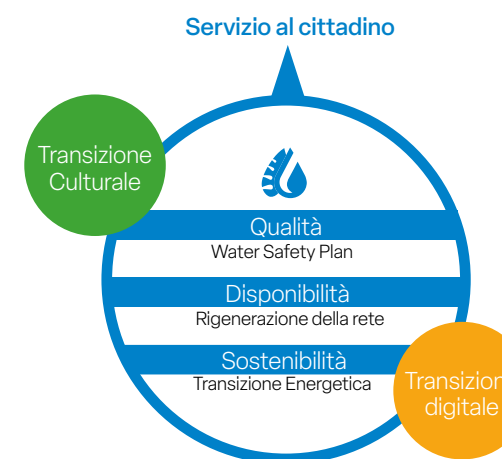 Servizio al cittadino
Transizione
Culturale
Qualità
Water Safety Plan
Disponibilità
Rigenerazione della rete
Sostenibilità
Transizione Energetica
Transizion
digitale